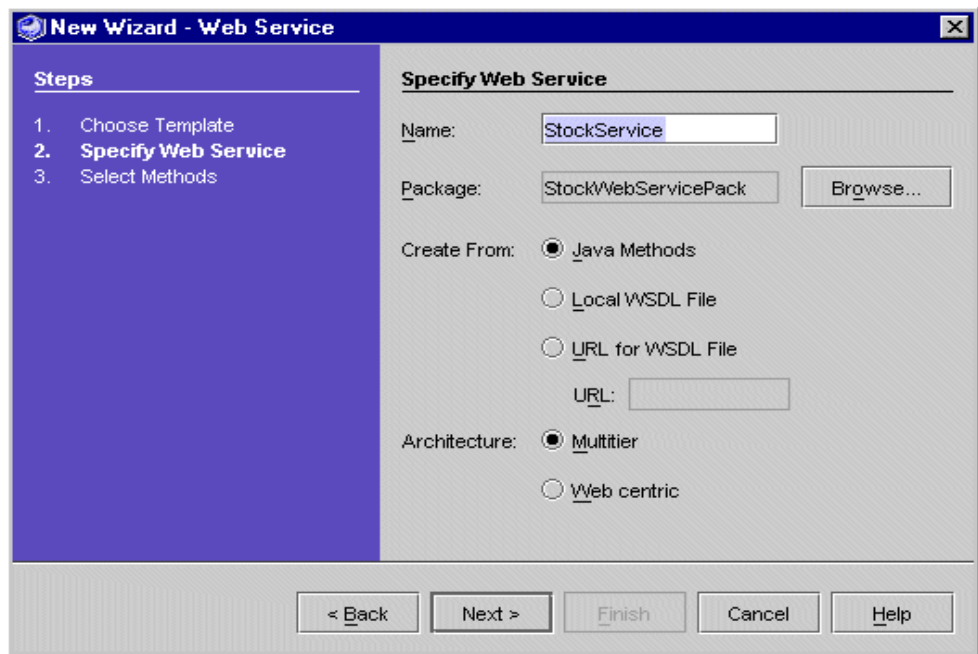 New Wizard - Web Service
Steps
1. Choose Template
2. Specify Web Service
3. Select Methods
Specify Web Service
Name: StockService
Package: StockWebServicePack Browse...
Create From: Java Methods
Local WSDL File
URL for WSDL File
URL:
Architecture: Multitier
Web centric
< Back Next > Finish Cancel Help